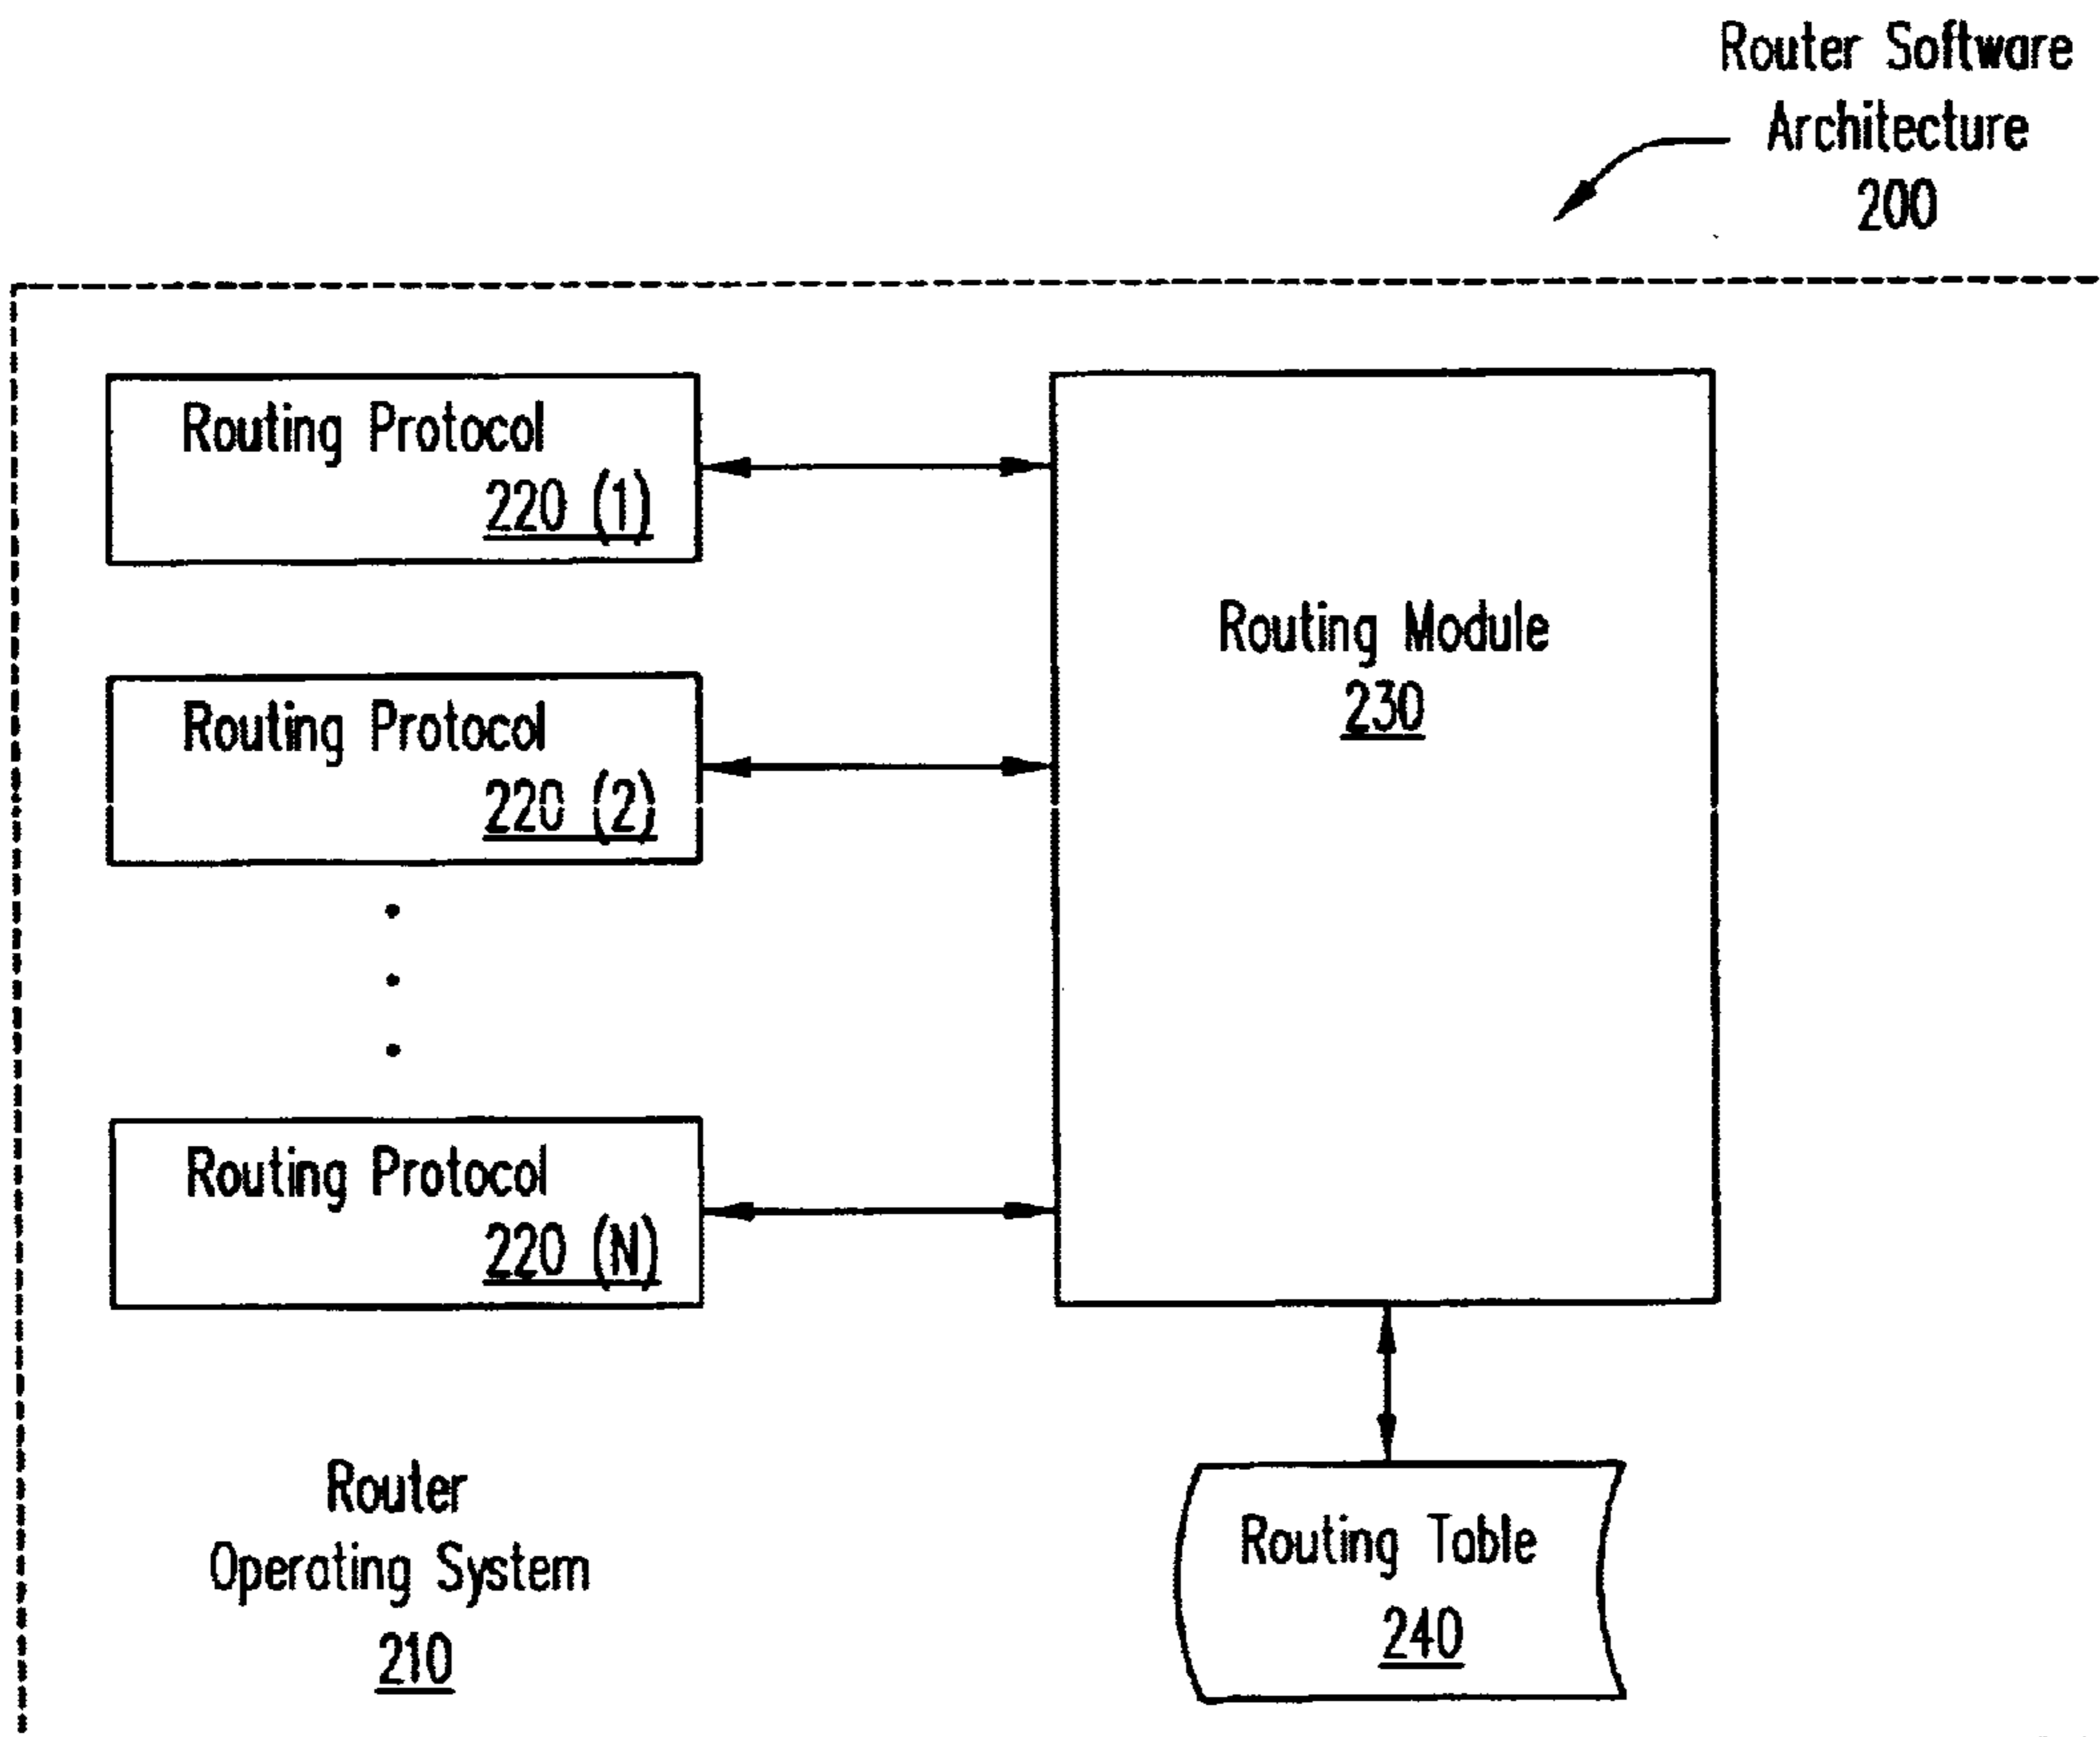 Router Software
Architecture
200
Routing Protocol
220 (1)
Routing Module
230
Routing Protocol
220 (2)
Routing Protocol
220 (N)
Router
Operating System
210
Routing Table
240